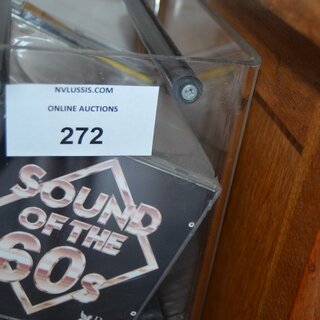 NVLUSSIS.COM
ONLINE AUCTIONS
272
SOUND
OF THE
60s